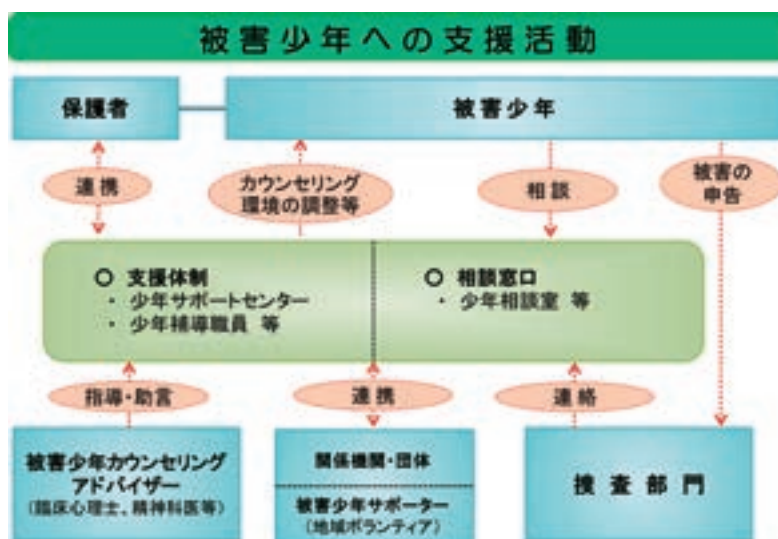 被害少年への支援活動
保護者
被害少年
連携
カウンセリング
環境の調整等
相談
被害の
申告
○ 支援体制
・ 少年サポートセンター
・ 少年補導職員 等
○ 相談窓口
・ 少年相談室 等
指導・助言
連携
連絡
被害少年カウンセリング
アドバイザー
(臨床心理士、精神科医等)
関係機関・団体
被害少年サポーター
(地域ボランティア)
捜査部門